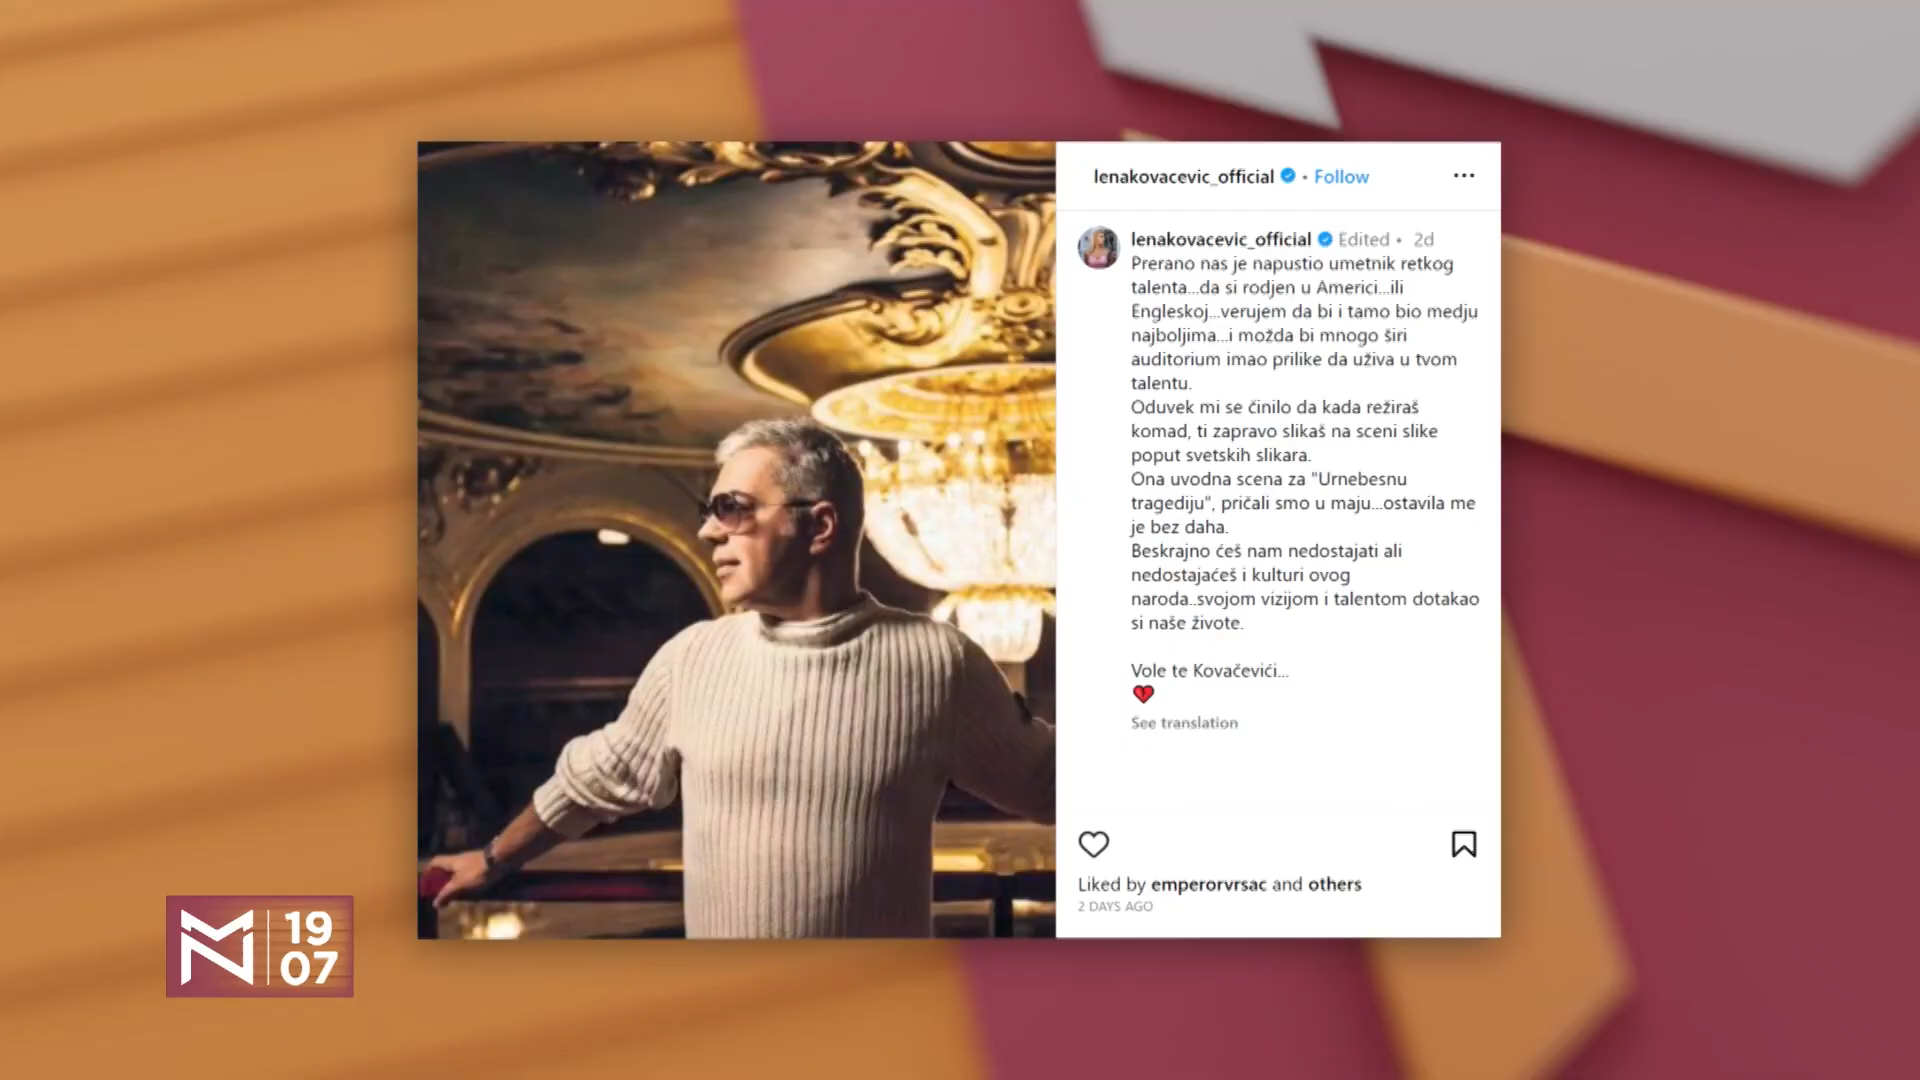 lenakovacevic_official • Follow
lenakovacevic_official Edited • 2d
Prerano nas je napustio umetnik retkog
talenta...da si rodjen u Americi...ili
Engleskoj...verujem da bi i tamo bio medju
najboljima...i možda bi mnogo širi
auditorium imao prilike da uživa u tvom
talentu.
Oduvek mi se činilo da kada režiraš
komad, ti zapravo slikaš na sceni slike
poput svetskih slikara.
Ona uvodna scena za "Urnebesnu
tragediju", pričali smo u maju...ostavila me
je bez daha.
Beskrajno ćeš nam nedostajati ali
nedostajaćeš i kulturi ovog
naroda..svojom vizijom i talentom dotakao
si naše živote.
Vole te Kovačevići...
See translation
Liked by emperorvrsac and others
2 DAYS AGO
19
07